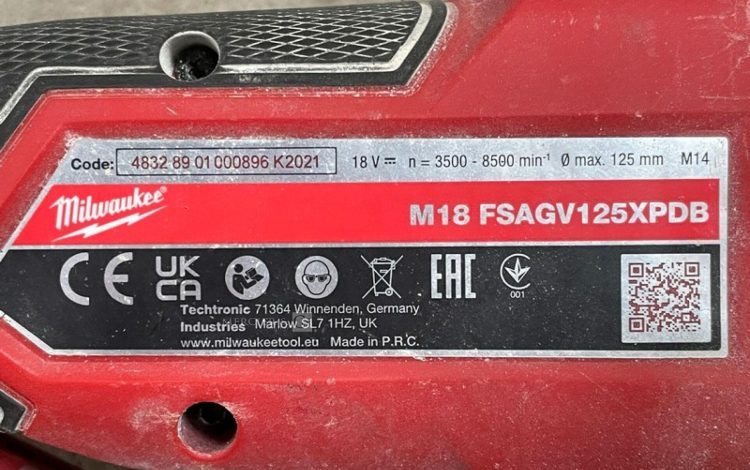 Code: 4832 89 01 000896 K2021 18 V⎓ n = 3500 - 8500 min⁻¹ Ø max. 125 mm M14
Milwaukee
M18 FSAGV125XPDB
CE UK CA EAC 001
Techtronic 71364 Winnenden, Germany
Industries Marlow SL7 1HZ, UK
www.milwaukeetool.eu Made in P.R.C.